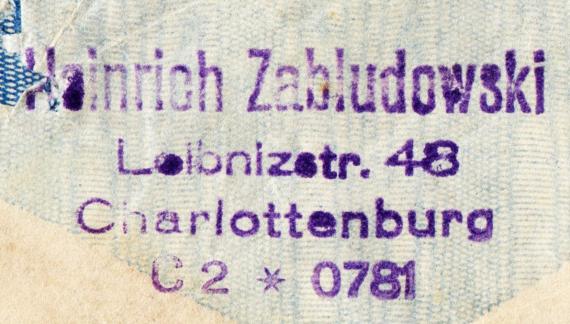 Heinrich Zabludowski
Leibnizstr. 48
Charlottenburg
C 2 * 0781